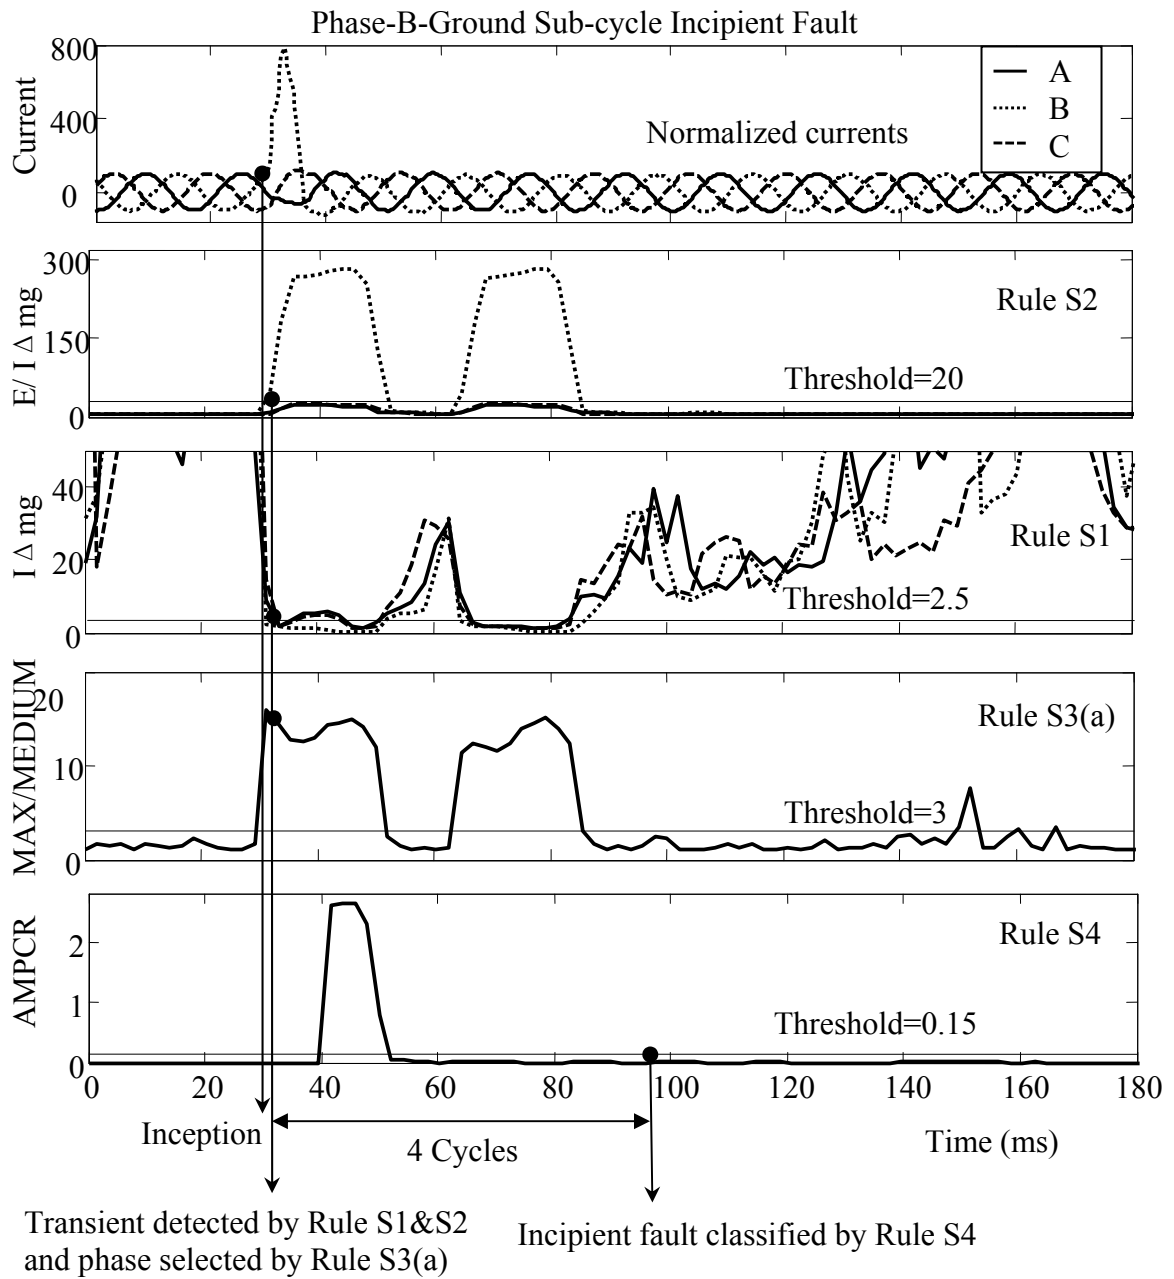 Phase-B-Ground Sub-cycle Incipient Fault
800
400
0
Current
Normalized currents
A
B
C
300
150
0
E/ I Δ mg
Rule S2
Threshold=20
40
20
0
I Δ mg
Rule S1
Threshold=2.5
20
10
0
MAX/MEDIUM
Rule S3(a)
Threshold=3
2
1
0
AMPCR
Rule S4
Threshold=0.15
0 20 40 60 80 100 120 140 160 180
Inception
4 Cycles
Time (ms)
Transient detected by Rule S1&S2
and phase selected by Rule S3(a)
Incipient fault classified by Rule S4